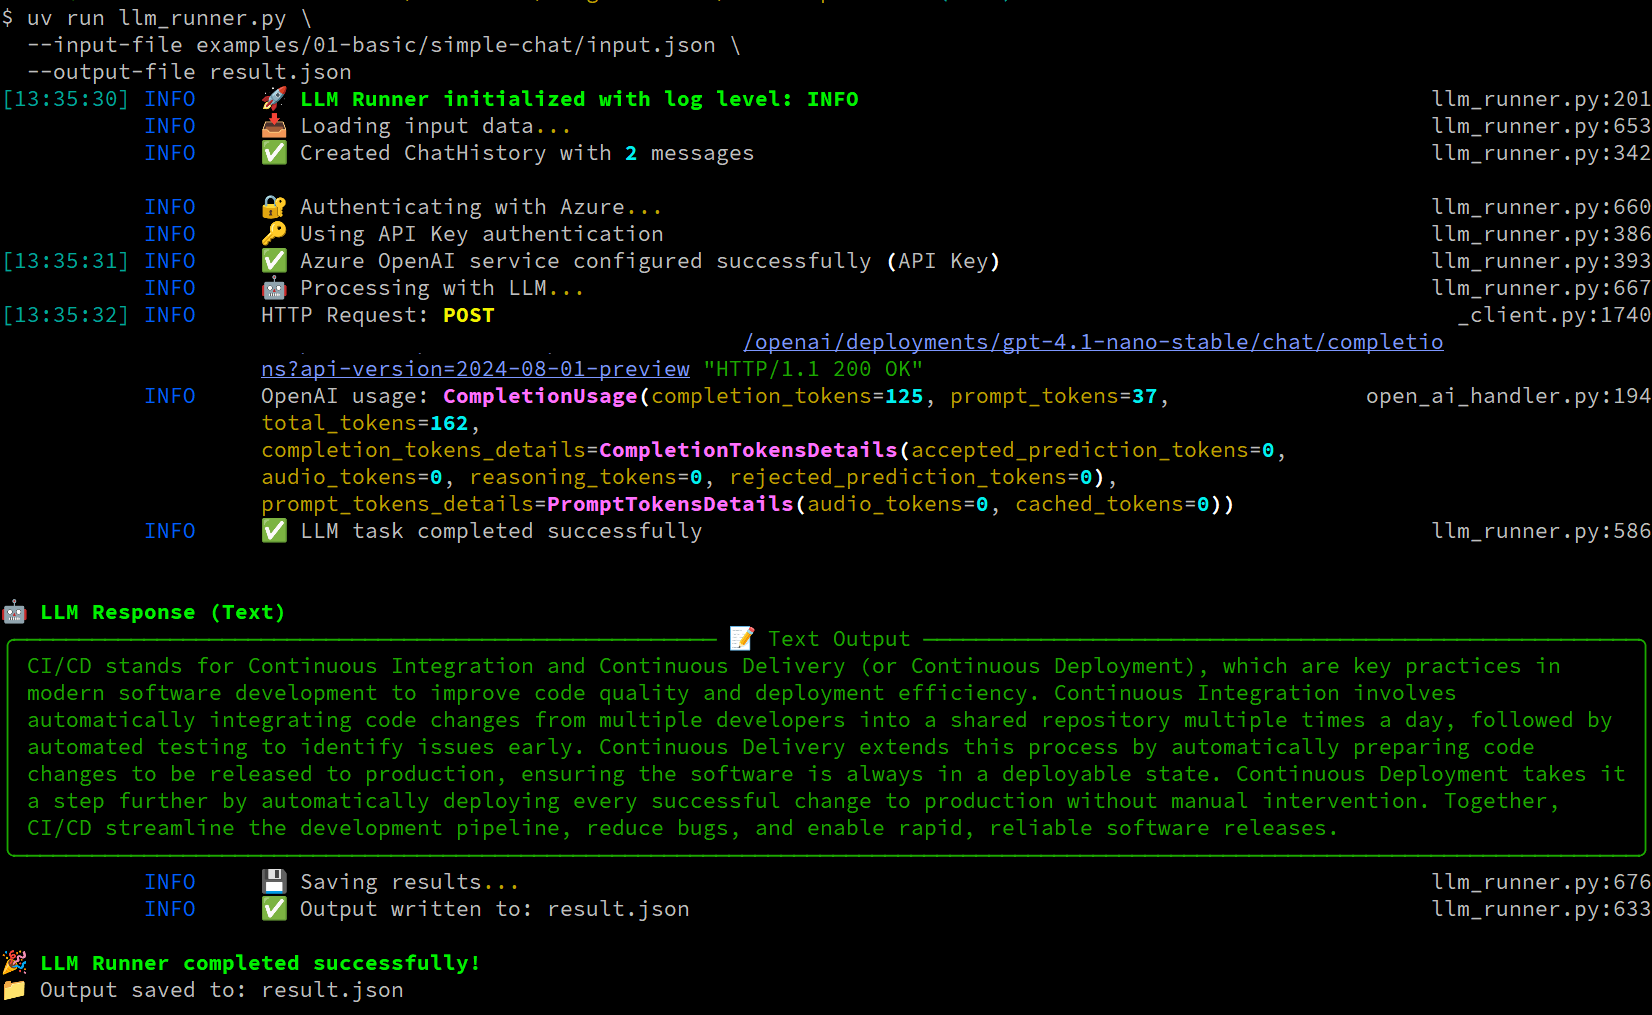 $ uv run llm_runner.py \
--input-file examples/01-basic/simple-chat/input.json \
--output-file result.json
[13:35:30] INFO 🚀 LLM Runner initialized with log level: INFO llm_runner.py:201
INFO 📥 Loading input data... llm_runner.py:653
INFO ✅ Created ChatHistory with 2 messages llm_runner.py:342
INFO 🔐 Authenticating with Azure... llm_runner.py:660
INFO 🔑 Using API Key authentication llm_runner.py:386
[13:35:31] INFO ✅ Azure OpenAI service configured successfully (API Key) llm_runner.py:393
INFO 🤖 Processing with LLM... llm_runner.py:667
[13:35:32] INFO HTTP Request: POST _client.py:1740
/openai/deployments/gpt-4.1-nano-stable/chat/completio
ns?api-version=2024-08-01-preview "HTTP/1.1 200 OK"
INFO OpenAI usage: CompletionUsage(completion_tokens=125, prompt_tokens=37, open_ai_handler.py:194
total_tokens=162,
completion_tokens_details=CompletionTokensDetails(accepted_prediction_tokens=0,
audio_tokens=0, reasoning_tokens=0, rejected_prediction_tokens=0),
prompt_tokens_details=PromptTokensDetails(audio_tokens=0, cached_tokens=0))
INFO ✅ LLM task completed successfully llm_runner.py:586
🤖 LLM Response (Text)
📝 Text Output
CI/CD stands for Continuous Integration and Continuous Delivery (or Continuous Deployment), which are key practices in
modern software development to improve code quality and deployment efficiency. Continuous Integration involves
automatically integrating code changes from multiple developers into a shared repository multiple times a day, followed by
automated testing to identify issues early. Continuous Delivery extends this process by automatically preparing code
changes to be released to production, ensuring the software is always in a deployable state. Continuous Deployment takes it
a step further by automatically deploying every successful change to production without manual intervention. Together,
CI/CD streamline the development pipeline, reduce bugs, and enable rapid, reliable software releases.
INFO 💾 Saving results... llm_runner.py:676
INFO ✅ Output written to: result.json llm_runner.py:633
🎉 LLM Runner completed successfully!
📁 Output saved to: result.json